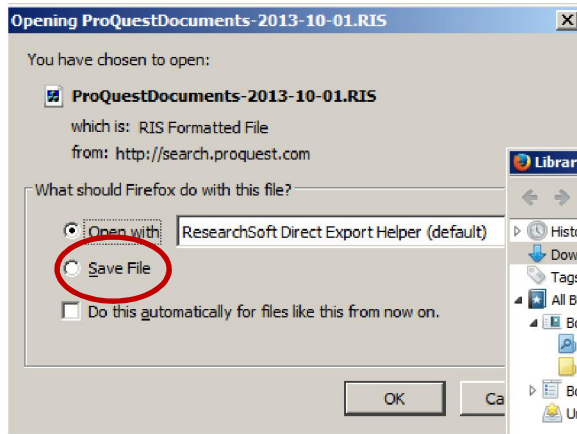 Opening ProQuestDocuments-2013-10-01.RIS
You have chosen to open:
ProQuestDocuments-2013-10-01.RIS
which is: RIS Formatted File
from: http://search.proquest.com
What should Firefox do with this file?
Open with ResearchSoft Direct Export Helper (default)
Save File
Do this automatically for files like this from now on.
OK Ca
Librar
Histo
Dow
Tags
All B
Bo
Bo
U